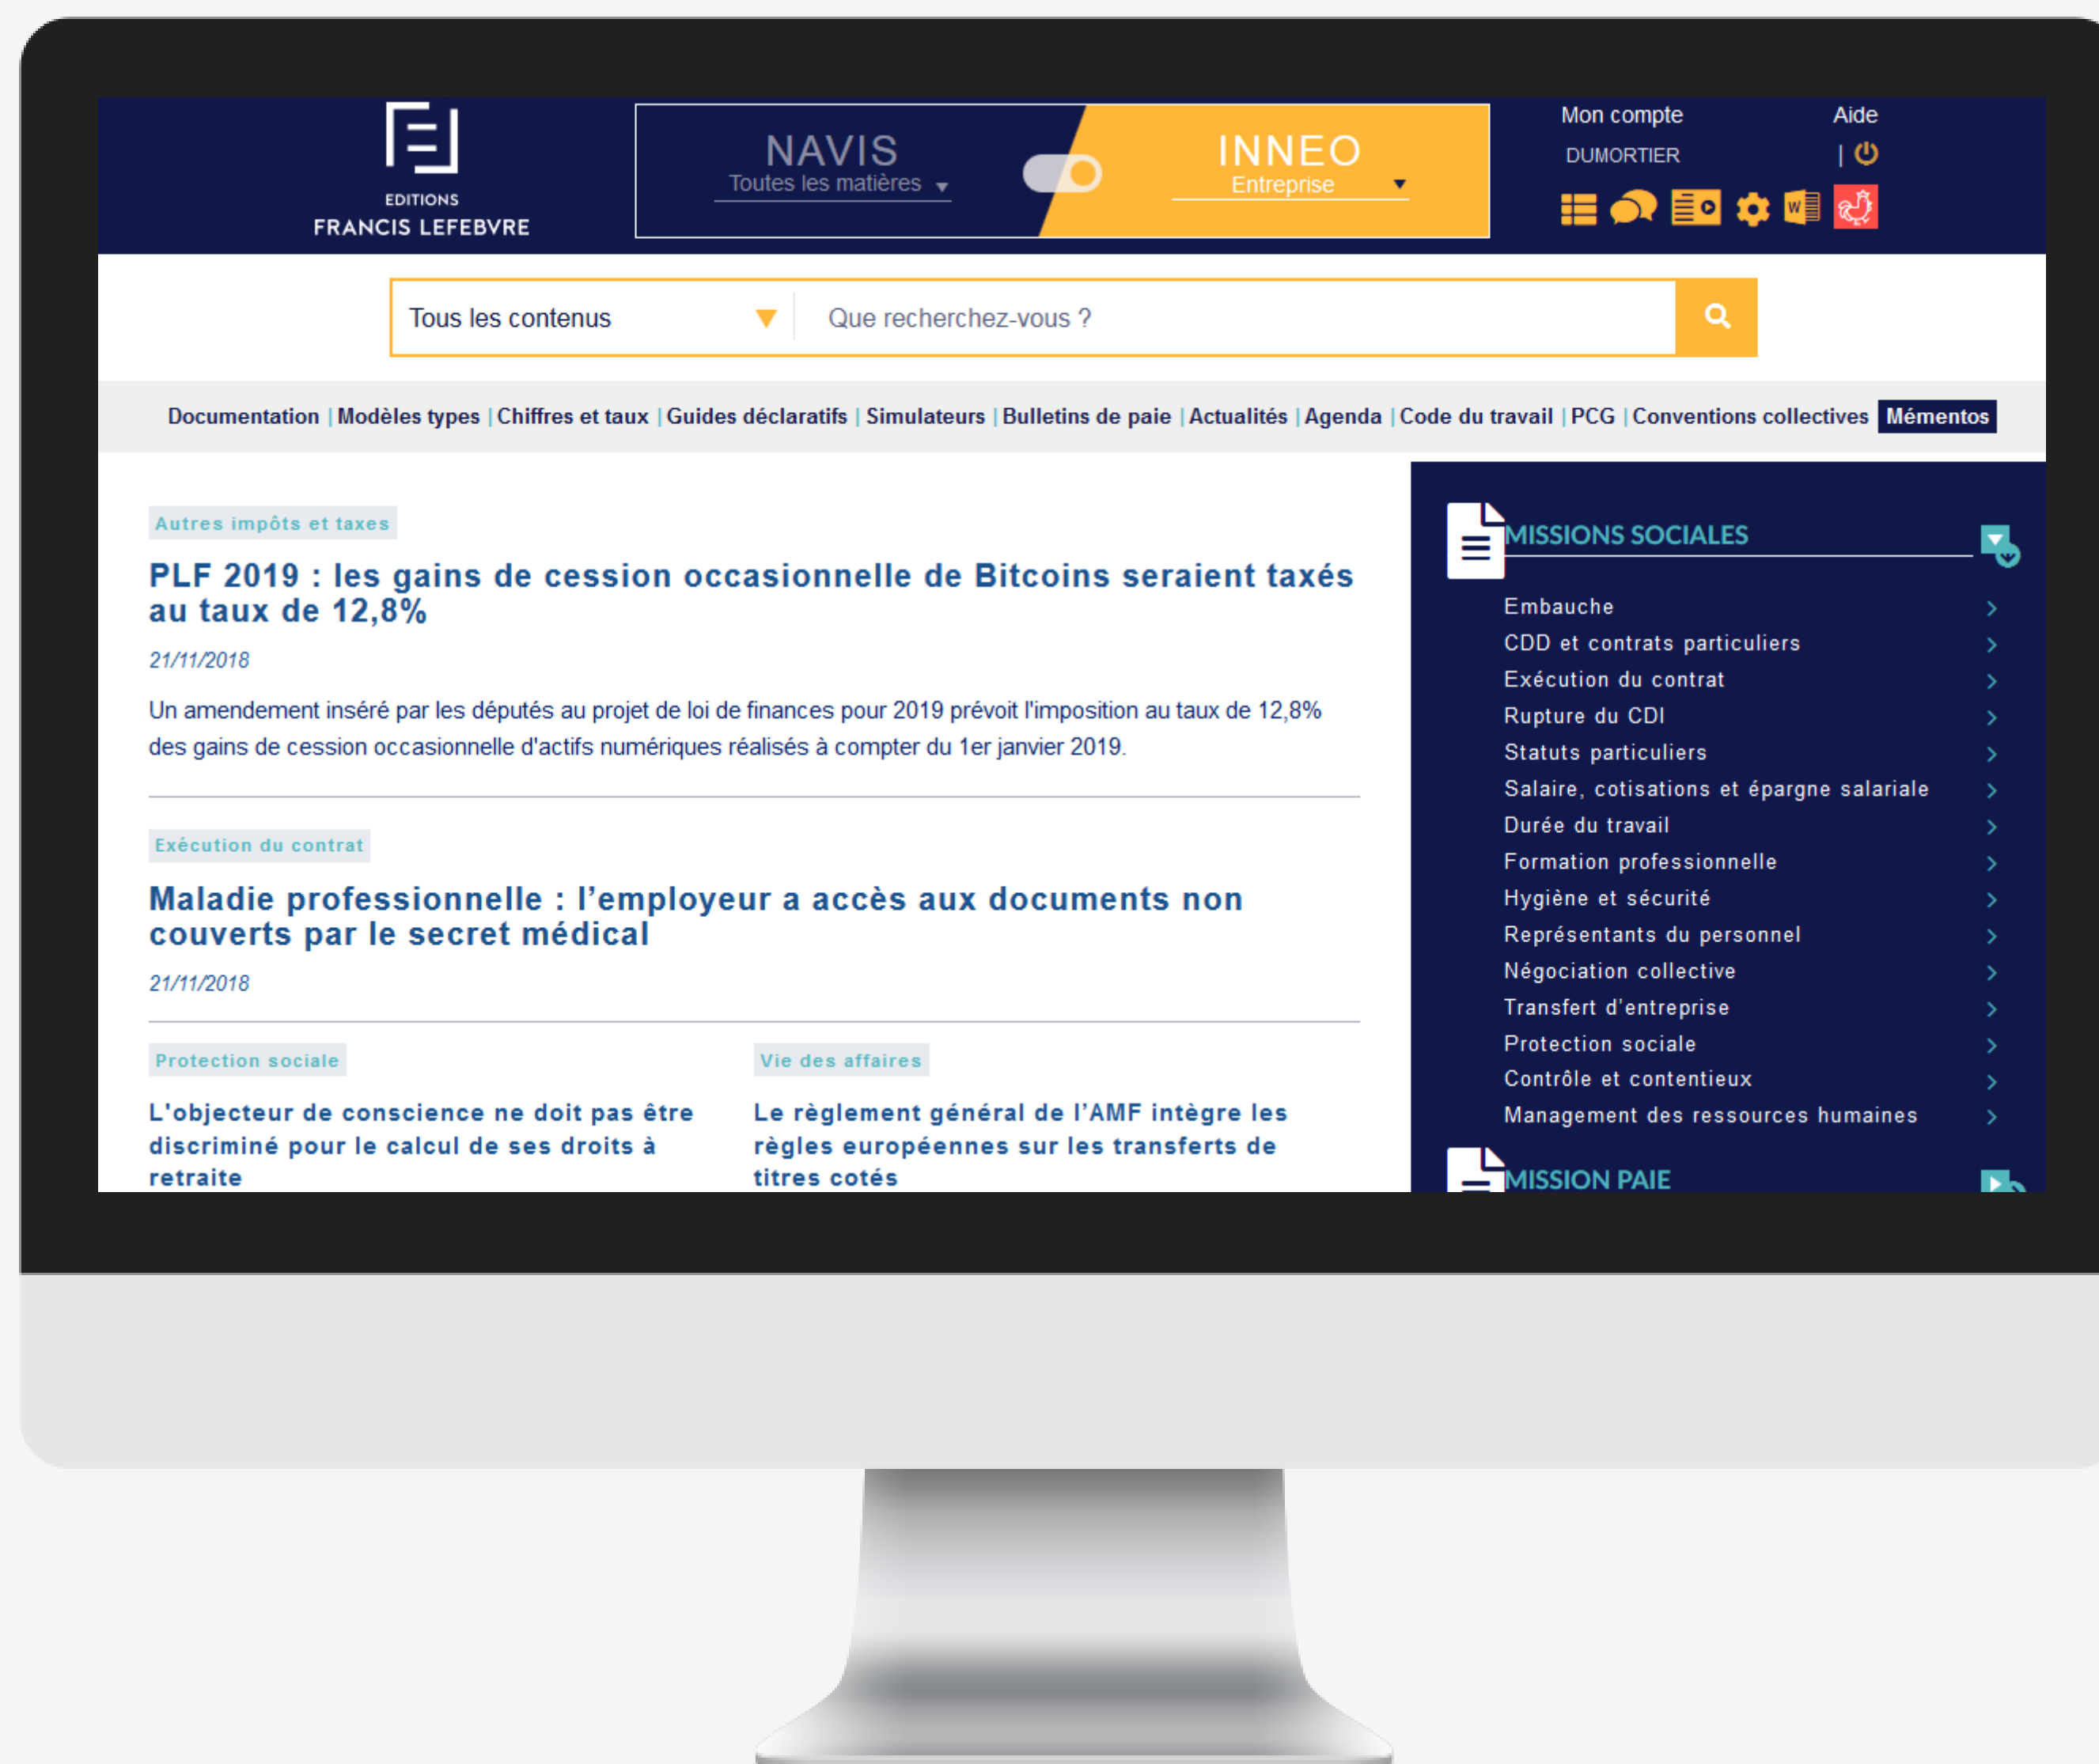 EDITIONS
FRANCIS LEFEBVRE
NAVIS
Toutes les matières
INNEO
Entreprise
Mon compte
Aide
DUMORTIER
|
W
Tous les contenus
Que recherchez-vous ?
Documentation | Modèles types | Chiffres et taux | Guides déclaratifs | Simulateurs | Bulletins de paie | Actualités | Agenda | Code du travail | PCG | Conventions collectives Mémentos
Autres impôts et taxes
PLF 2019 : les gains de cession occasionnelle de Bitcoins seraient taxés
au taux de 12,8%
21/11/2018
Un amendement inséré par les députés au projet de loi de finances pour 2019 prévoit l'imposition au taux de 12,8%
des gains de cession occasionnelle d'actifs numériques réalisés à compter du 1er janvier 2019.
Exécution du contrat
Maladie professionnelle : l’employeur a accès aux documents non
couverts par le secret médical
21/11/2018
Protection sociale
L'objecteur de conscience ne doit pas être
discriminé pour le calcul de ses droits à
retraite
Vie des affaires
Le règlement général de l’AMF intègre les
règles européennes sur les transferts de
titres cotés
MISSIONS SOCIALES
Embauche
CDD et contrats particuliers
Exécution du contrat
Rupture du CDI
Statuts particuliers
Salaire, cotisations et épargne salariale
Durée du travail
Formation professionnelle
Hygiène et sécurité
Représentants du personnel
Négociation collective
Transfert d’entreprise
Protection sociale
Contrôle et contentieux
Management des ressources humaines
MISSION PAIE